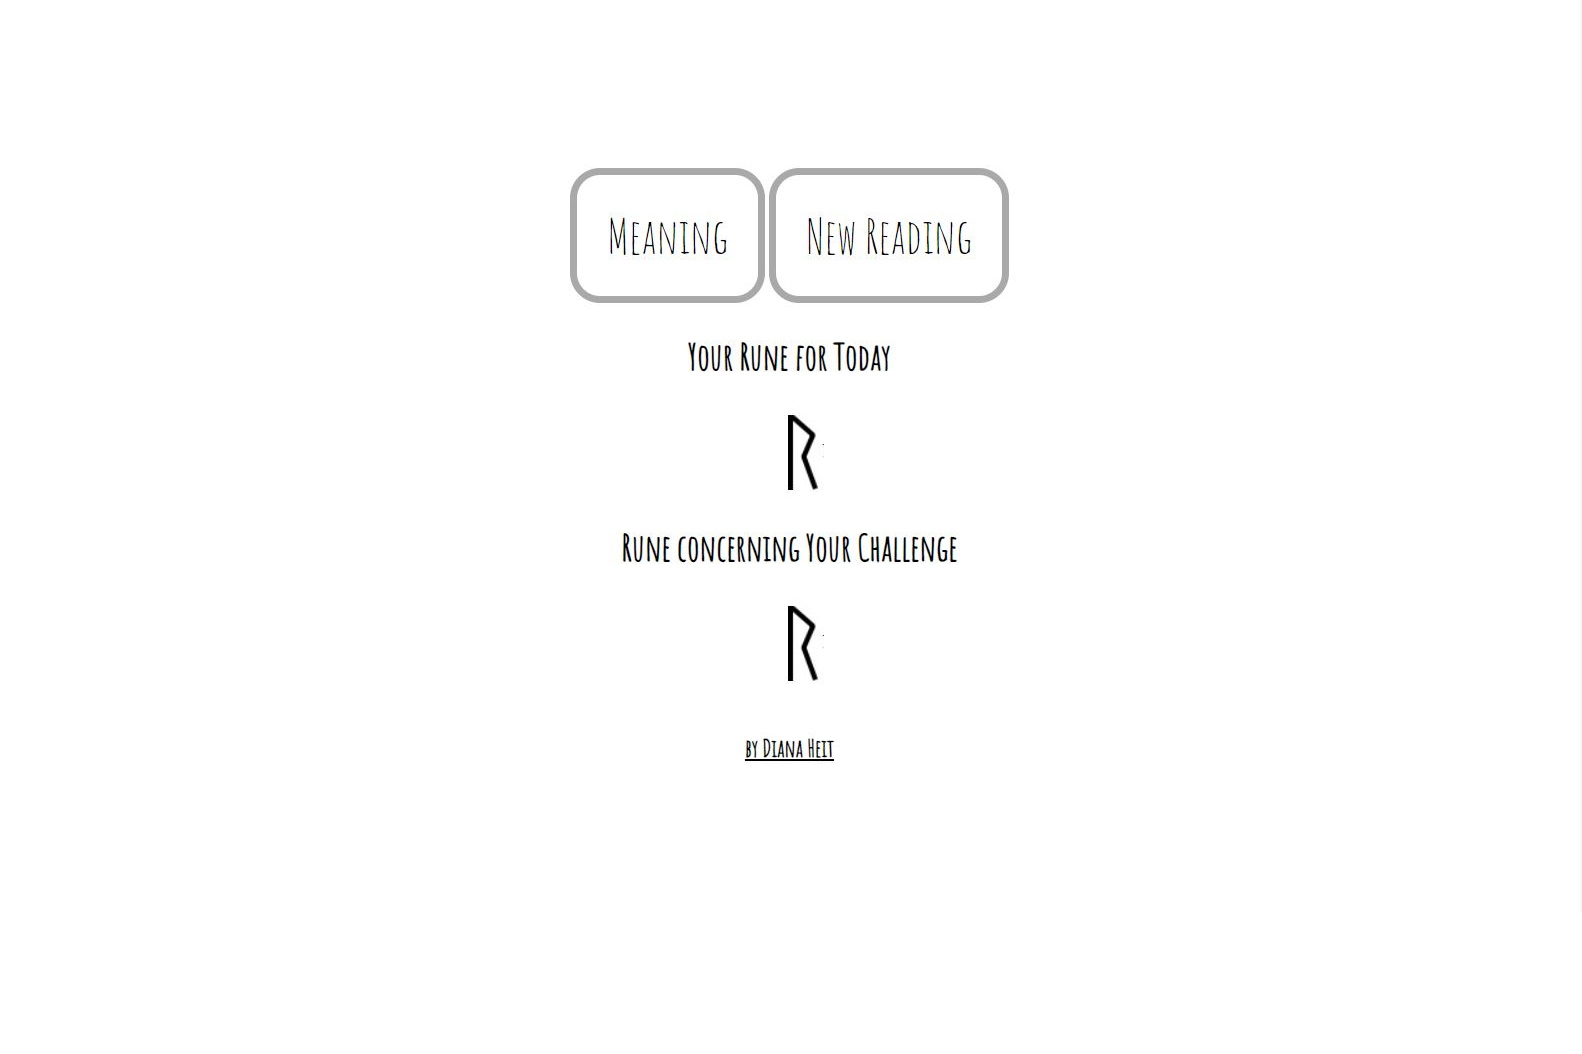 Meaning
New Reading
Your Rune for Today
ᚱ
Rune concerning Your Challenge
ᚱ
by Diana Heit